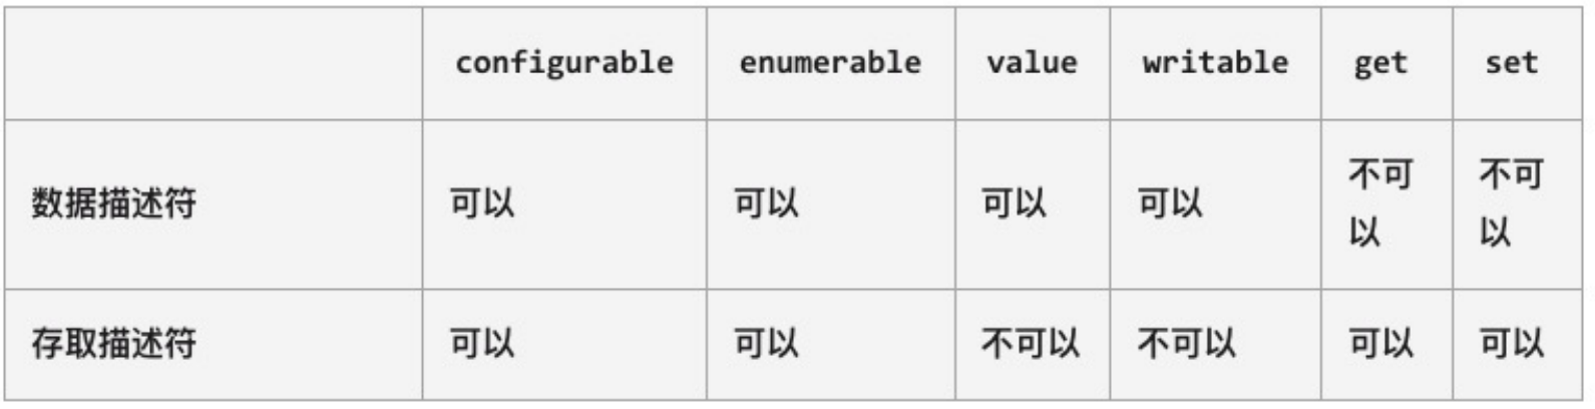 configurable enumerable value writable get set
数据描述符 可以 可以 可以 可以 不可以 不可以
存取描述符 可以 可以 不可以 不可以 可以 可以